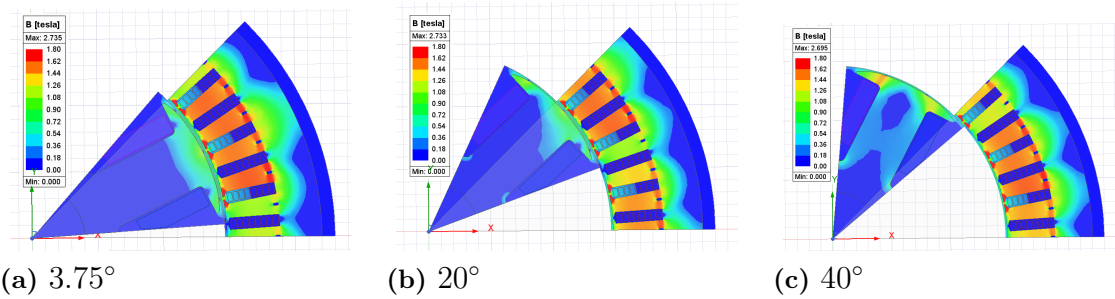 B [tesla]
Max: 2.735
1.80
1.62
1.44
1.26
1.08
0.90
0.72
0.54
0.36
0.18
0.00
Min: 0.000
Y
X
(a) 3.75°
B [tesla]
Max: 2.733
1.80
1.62
1.44
1.26
1.08
0.90
0.72
0.54
0.36
0.18
0.00
Min: 0.000
Y
X
(b) 20°
B [tesla]
Max: 2.695
1.80
1.62
1.44
1.26
1.08
0.90
0.72
0.54
0.36
0.18
0.00
Min: 0.000
Y
X
(c) 40°